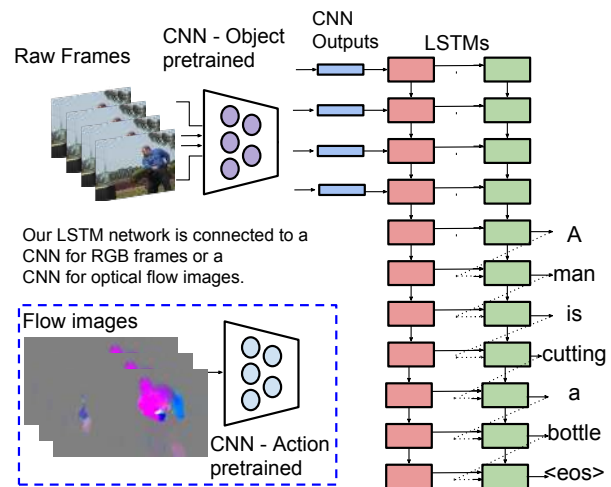 Raw Frames
CNN - Object
pretrained
CNN
Outputs
LSTMs
Our LSTM network is connected to a
CNN for RGB frames or a
CNN for optical flow images.
Flow images
CNN - Action
pretrained
A
man
is
cutting
a
bottle
<eos>